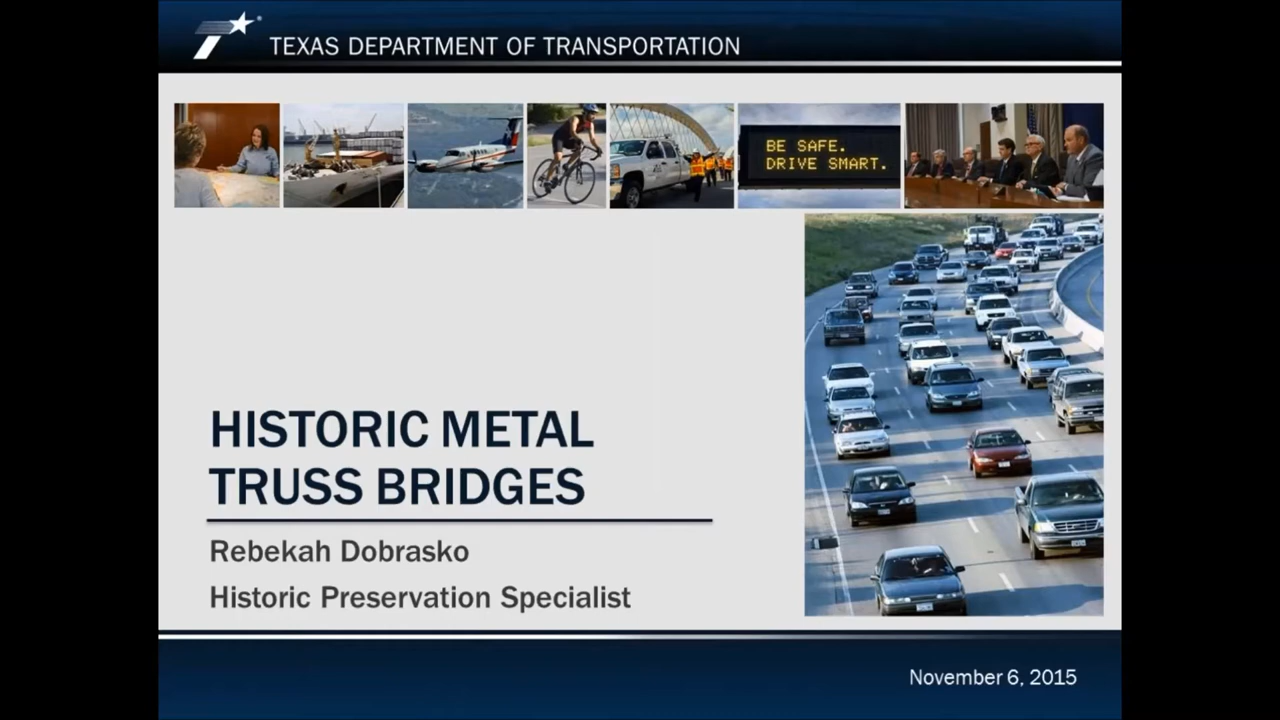 TEXAS DEPARTMENT OF TRANSPORTATION
BE SAFE.
DRIVE SMART.
HISTORIC METAL
TRUSS BRIDGES
Rebekah Dobrasko
Historic Preservation Specialist
November 6, 2015